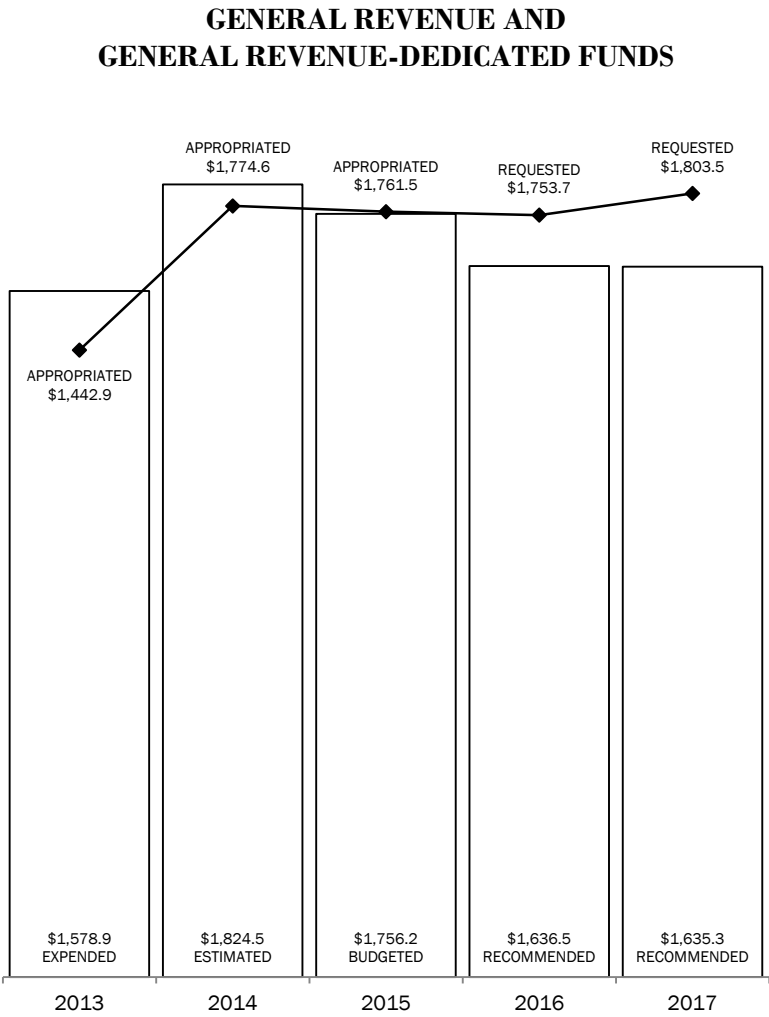 GENERAL REVENUE AND
GENERAL REVENUE-DEDICATED FUNDS
APPROPRIATED
$1,442.9
APPROPRIATED
$1,774.6
APPROPRIATED
$1,761.5
REQUESTED
$1,753.7
REQUESTED
$1,803.5
$1,578.9
EXPENDED
$1,824.5
ESTIMATED
$1,756.2
BUDGETED
$1,636.5
RECOMMENDED
$1,635.3
RECOMMENDED
2013
2014
2015
2016
2017